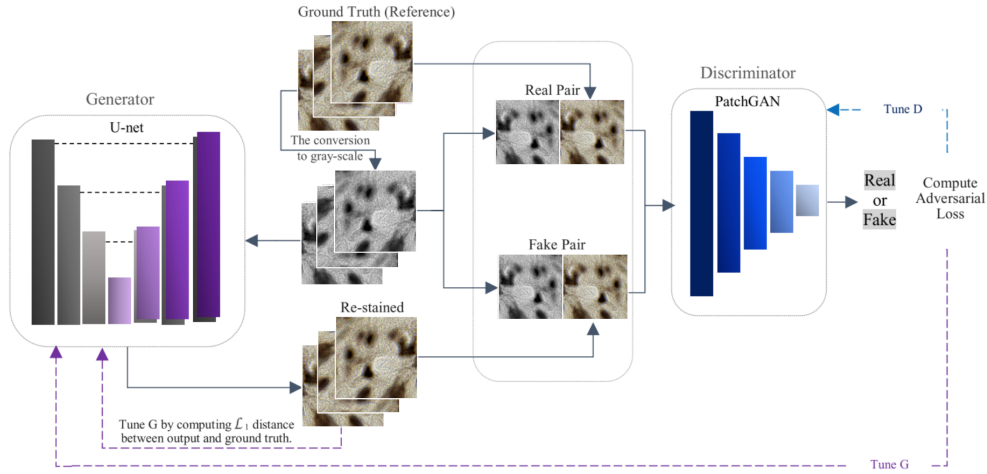 Ground Truth (Reference)
Generator
U-net
The conversion
to gray-scale
Real Pair
Fake Pair
Re-stained
Tune G by computing ℒ₁ distance
between output and ground truth.
Discriminator
PatchGAN
Tune D
Real
or
Fake
Compute
Adversarial
Loss
Tune G